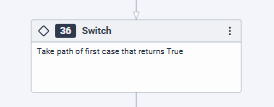 36 Switch
Take path of first case that returns True